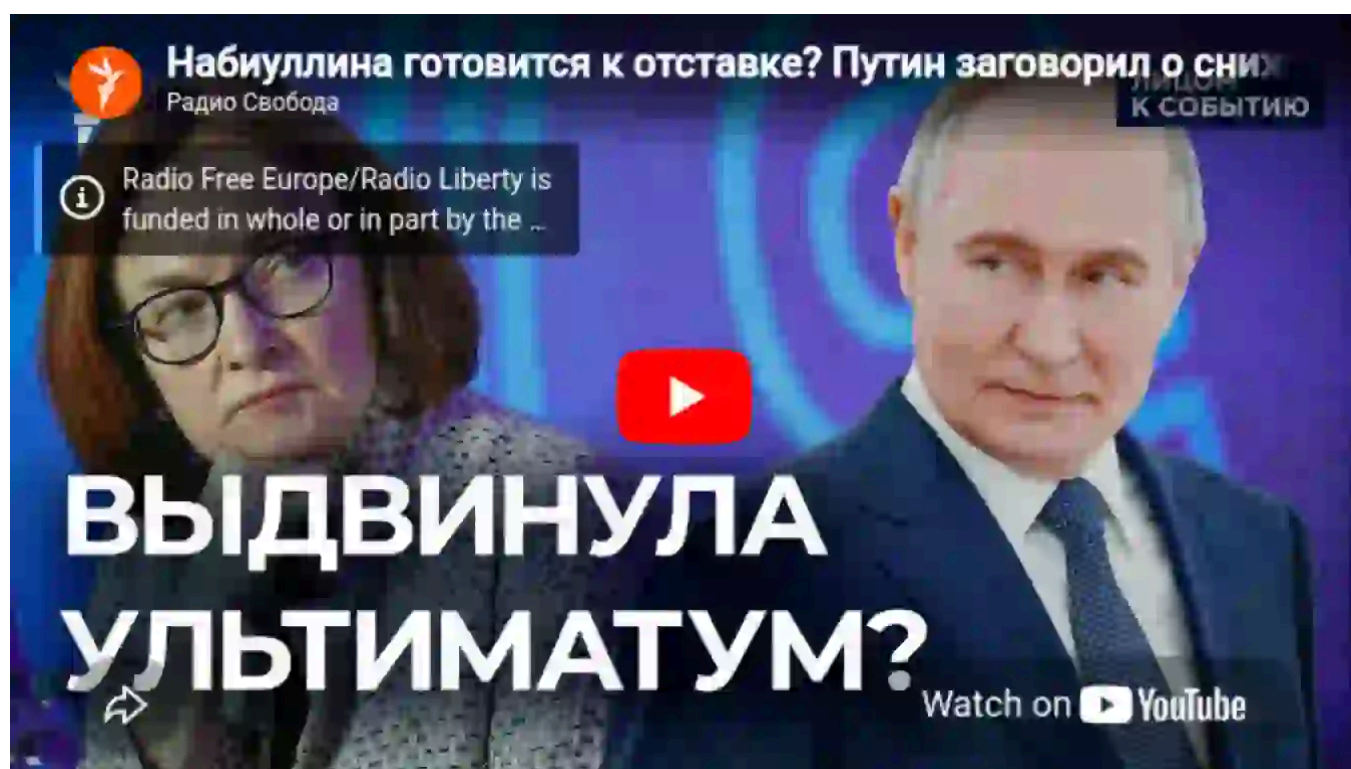 Набиуллина готовится к отставке? Путин заговорил о
Радио Свобода
ЛИЦОМ
К СОБЫТИЮ
Radio Free Europe/Radio Liberty is
funded in whole or in part by the ...
ВЫДВИНУЛА
УЛЬТИМАТУМ?
Watch on YouTube